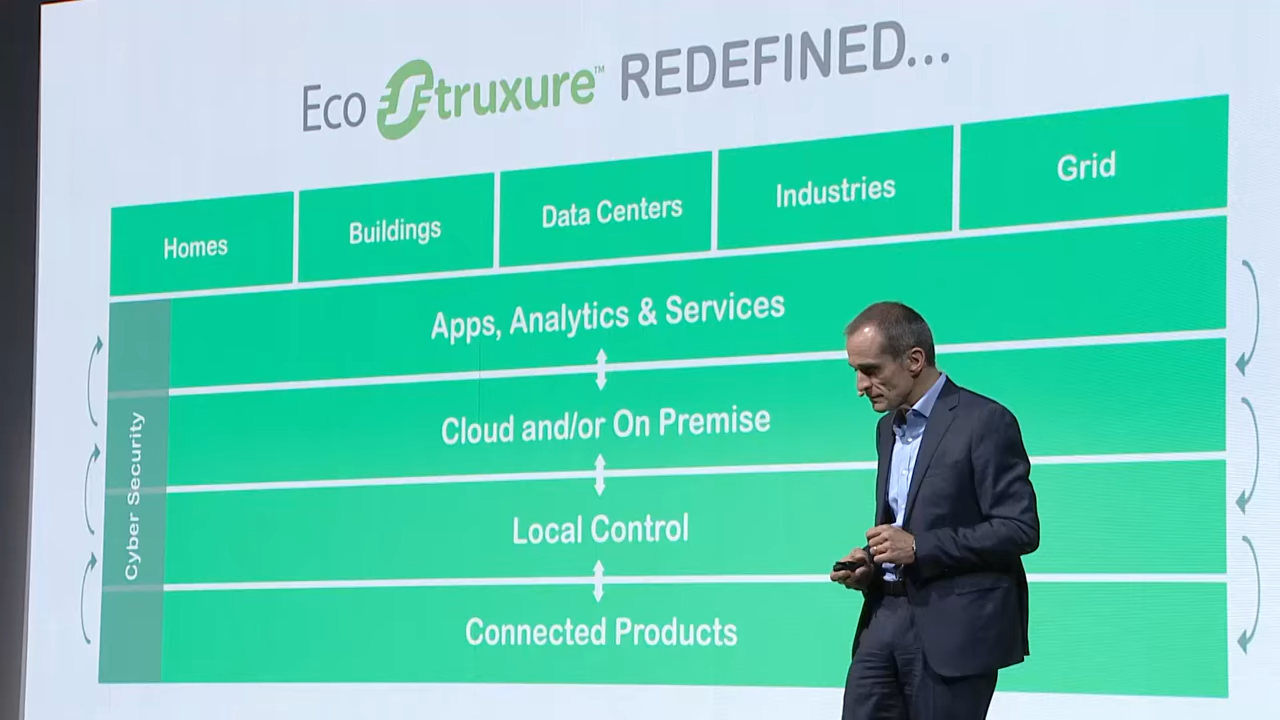 EcoStruxure™ REDEFINED...
Homes
Buildings
Data Centers
Industries
Grid
Apps, Analytics & Services
Cloud and/or On Premise
Local Control
Connected Products
Cyber Security